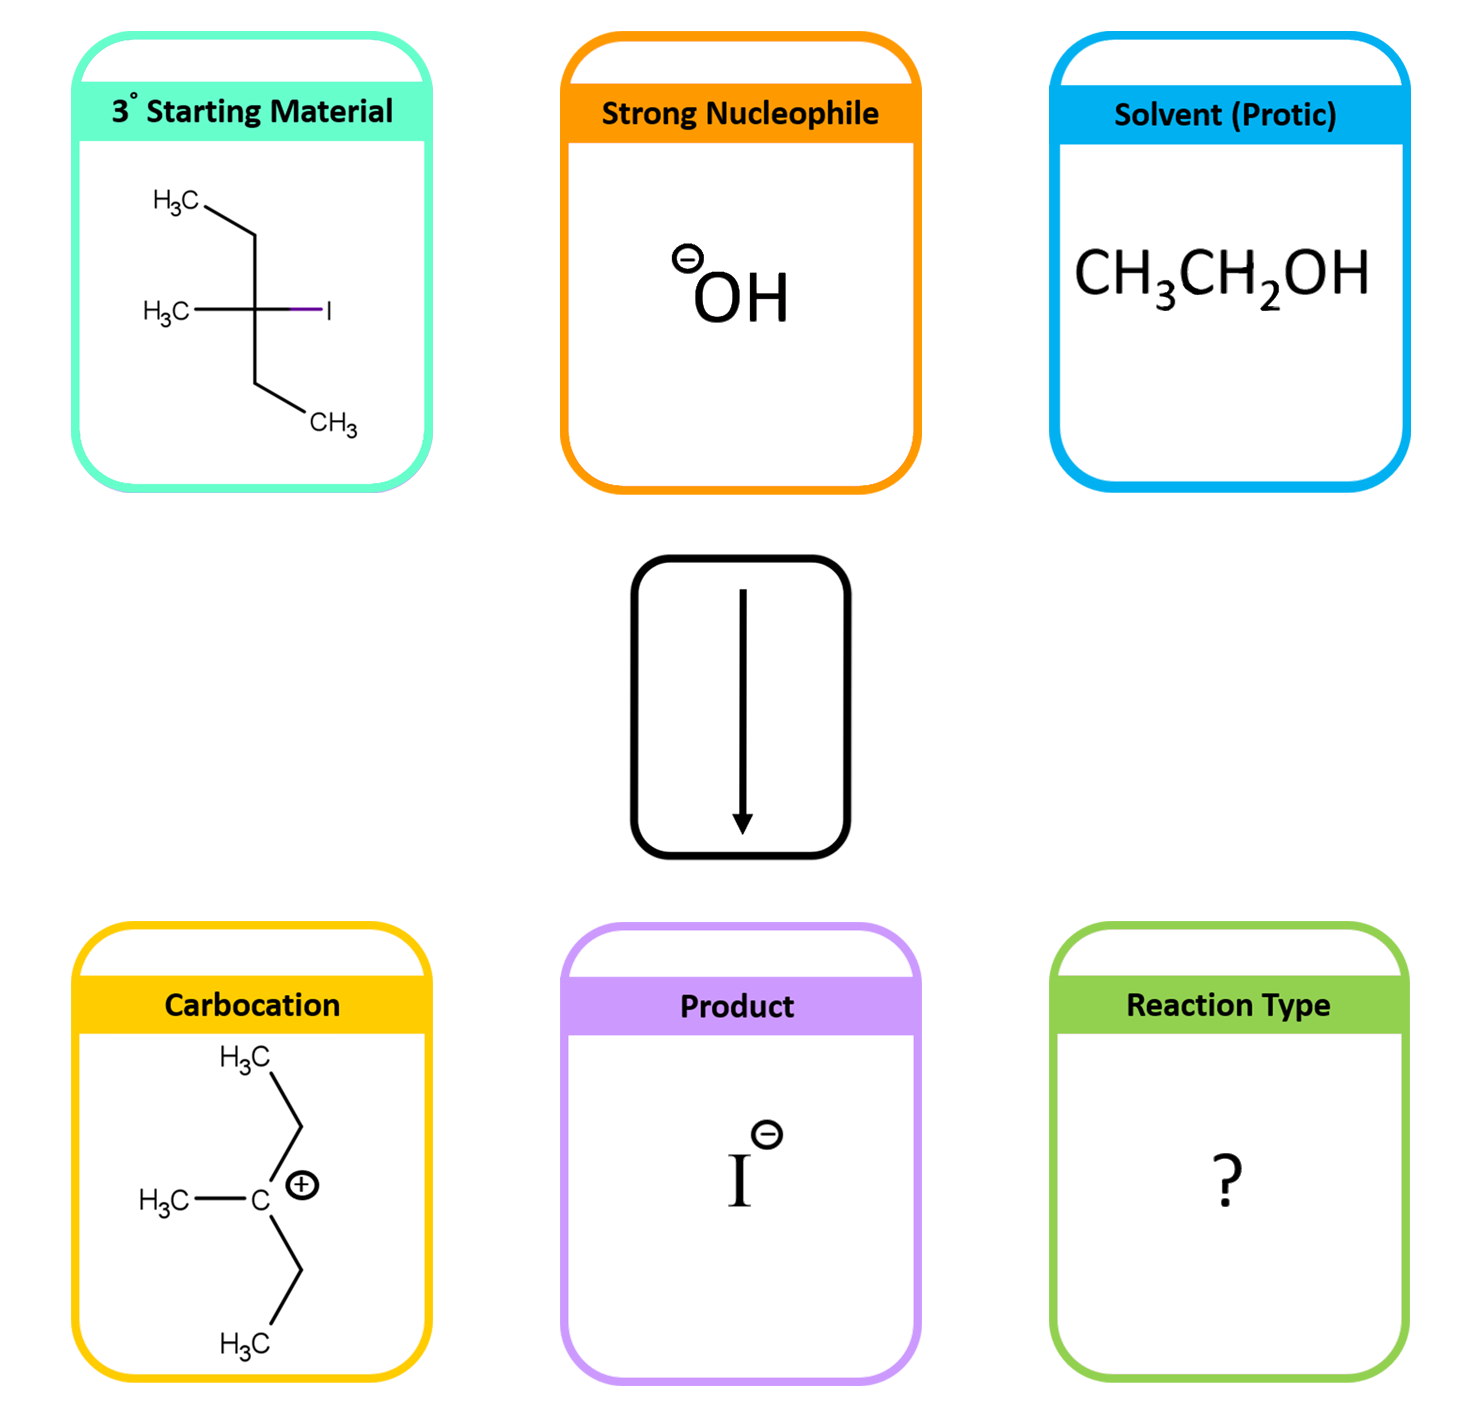 3° Starting Material
H₃C
H₃C
I
CH₃
Strong Nucleophile
⊖OH
Solvent (Protic)
CH₃CH₂OH
Carbocation
H₃C
H₃C
C
⊕
H₃C
Product
I⊖
Reaction Type
?